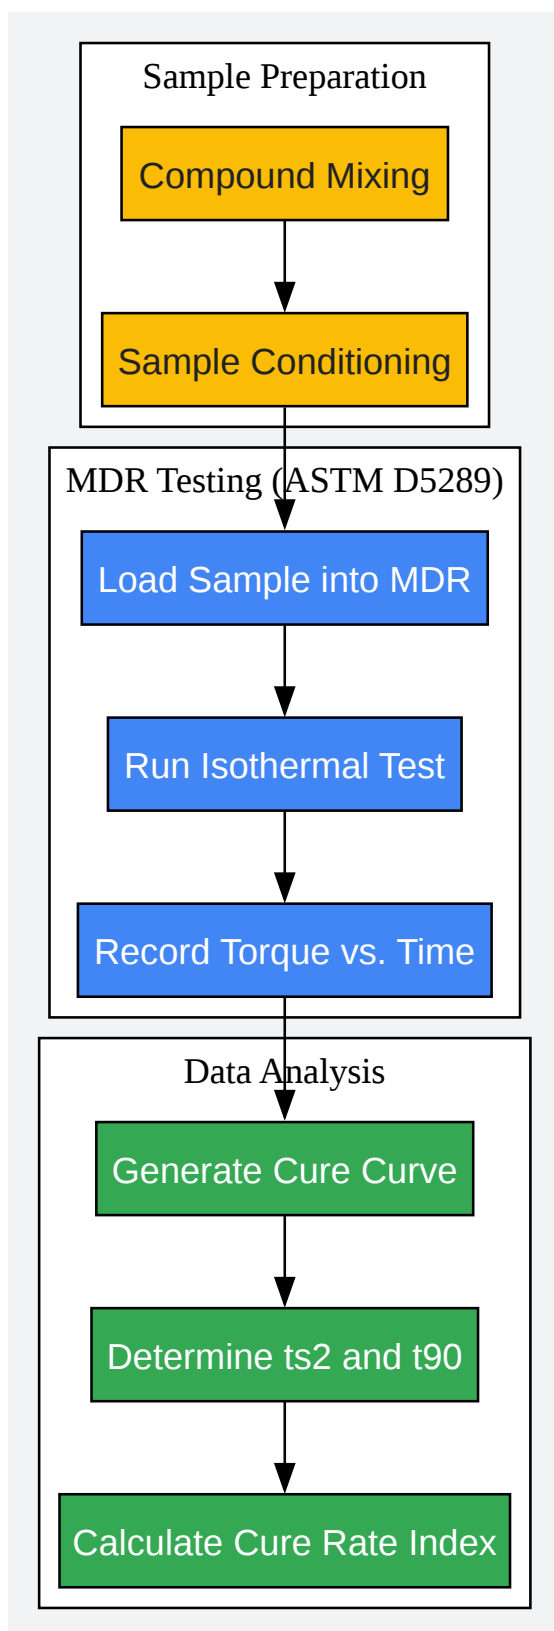 Sample Preparation
Compound Mixing
Sample Conditioning
MDR Testing (ASTM D5289)
Load Sample into MDR
Run Isothermal Test
Record Torque vs. Time
Data Analysis
Generate Cure Curve
Determine ts2 and t90
Calculate Cure Rate Index